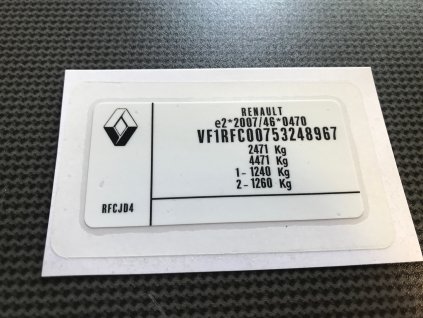 RENAULT
e2*2007/46*0470
VF1RFC00753248967
2471 Kg
4471 Kg
1- 1240 Kg
2- 1260 Kg
RFCJD4